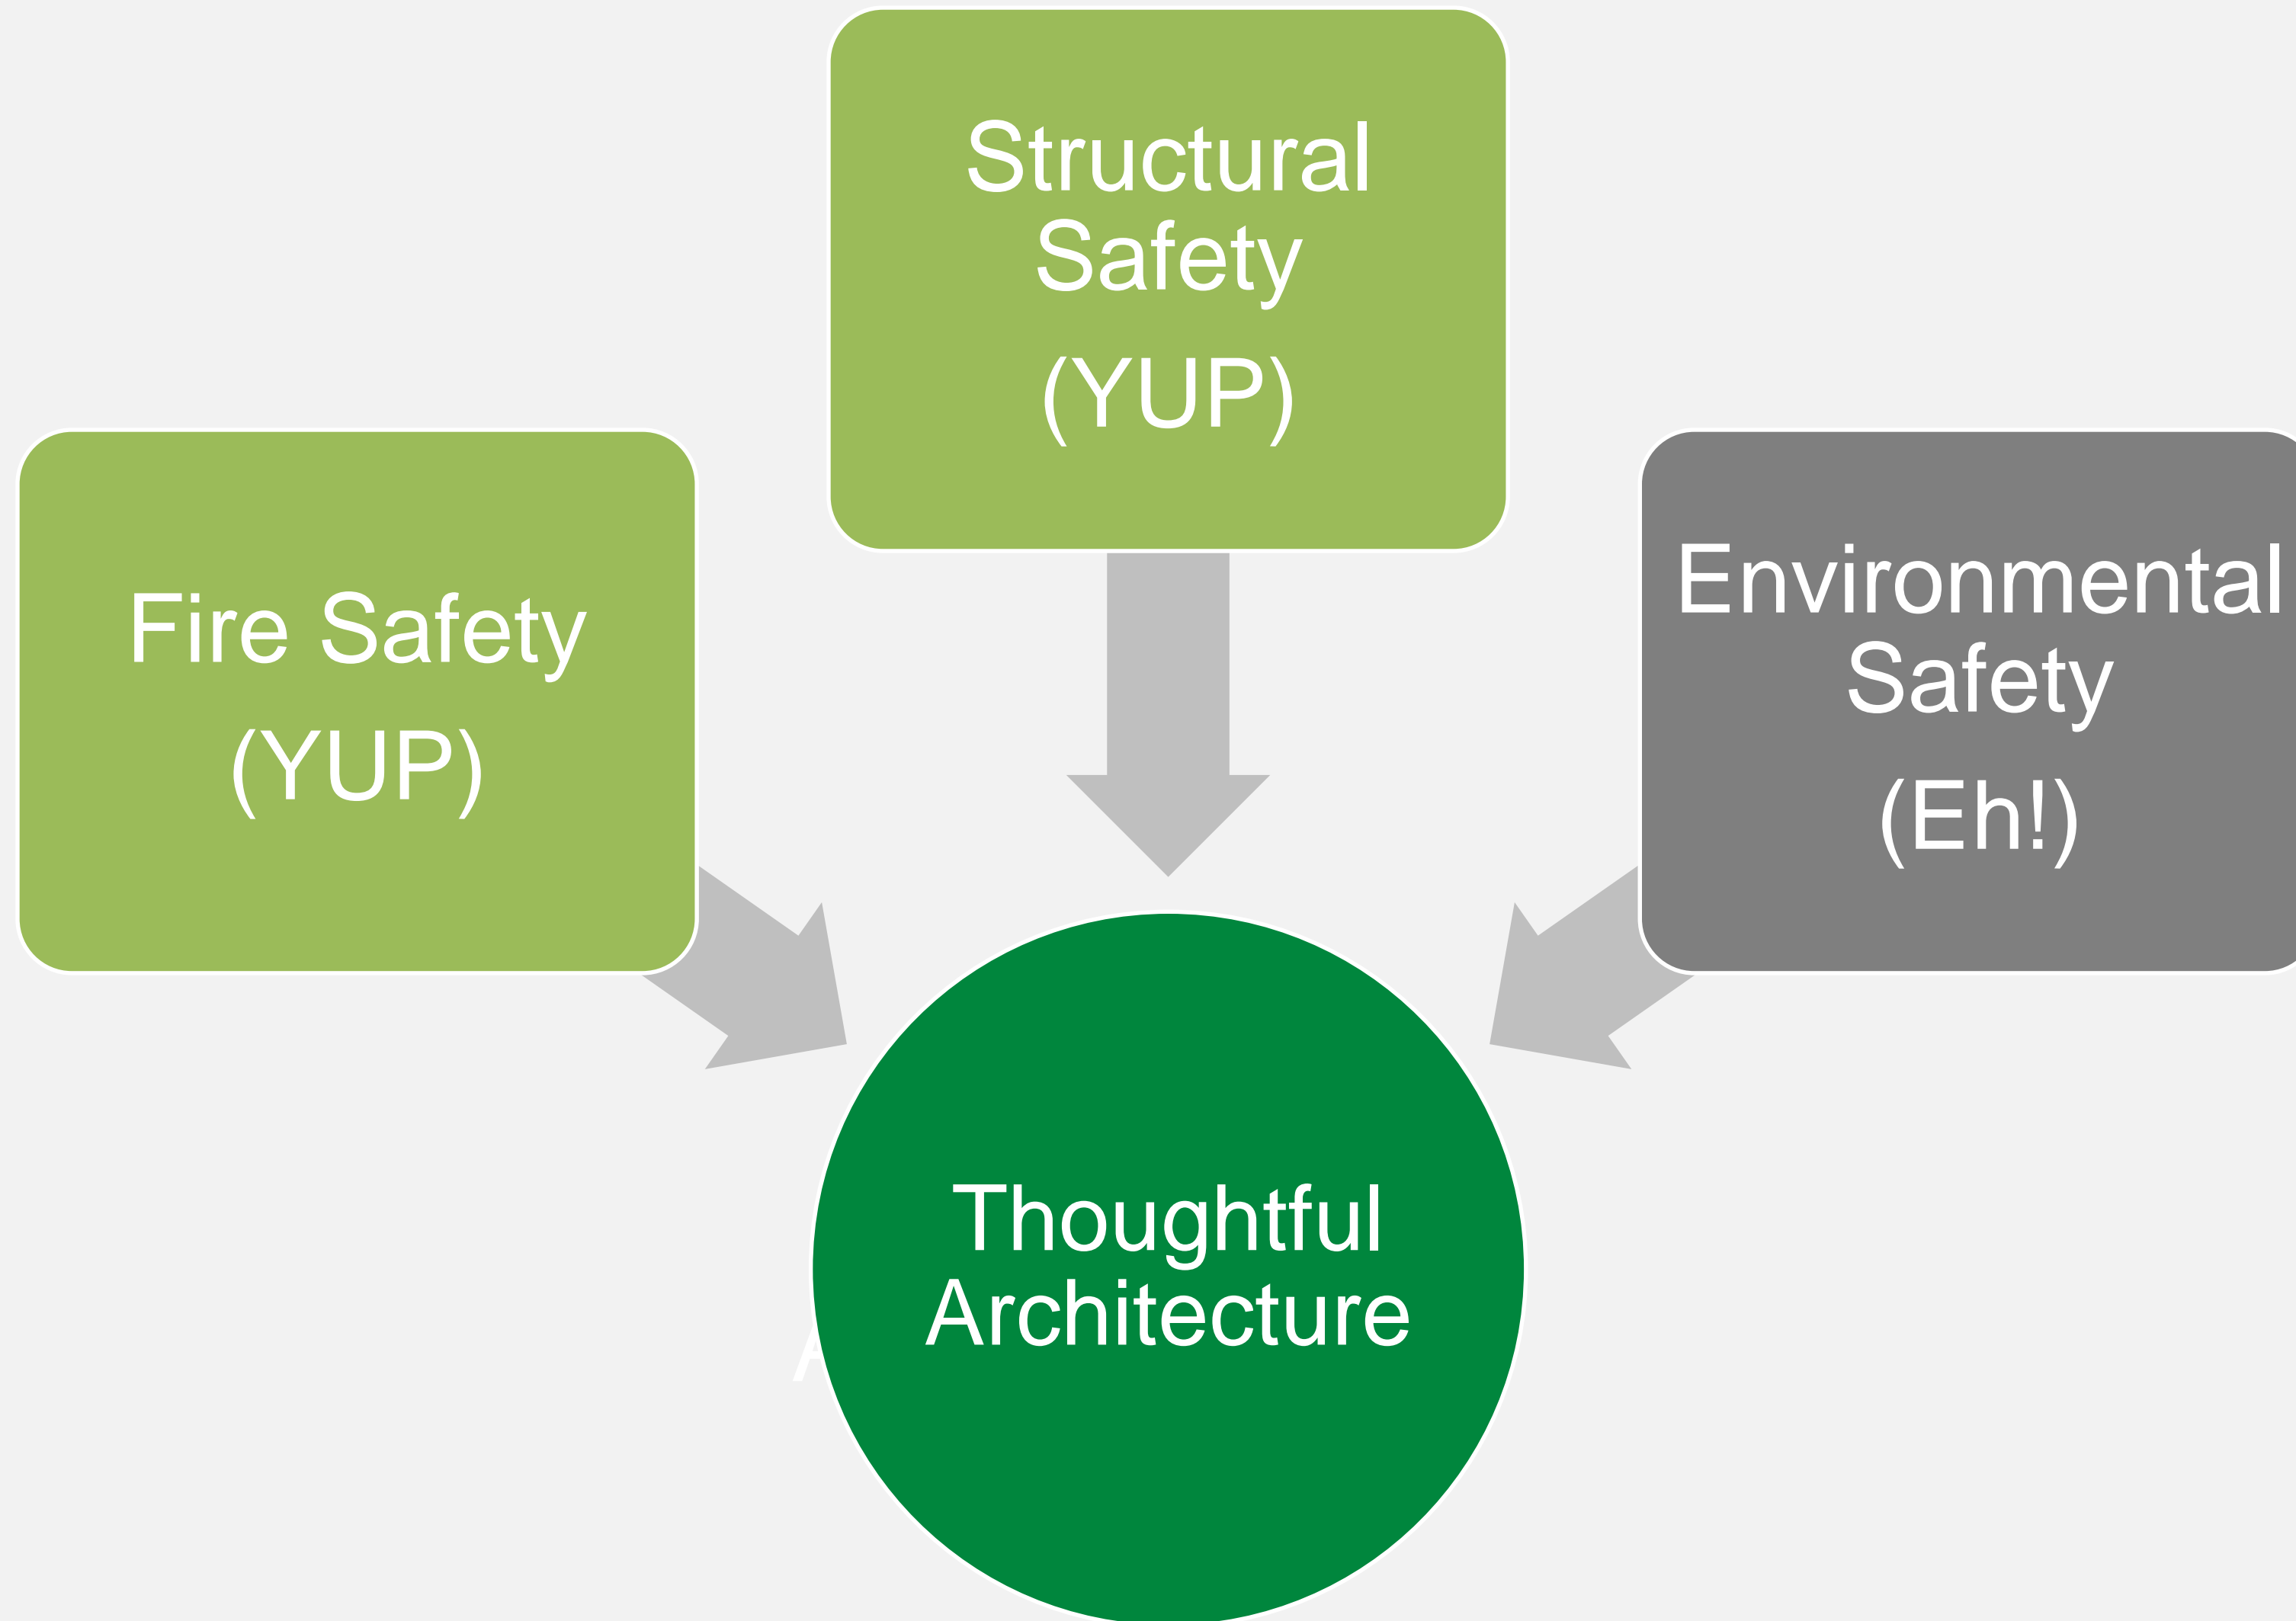 Structural
Safety
(YUP)
Fire Safety
(YUP)
Environmental
Safety
(Eh!)
Thoughtful
Architecture